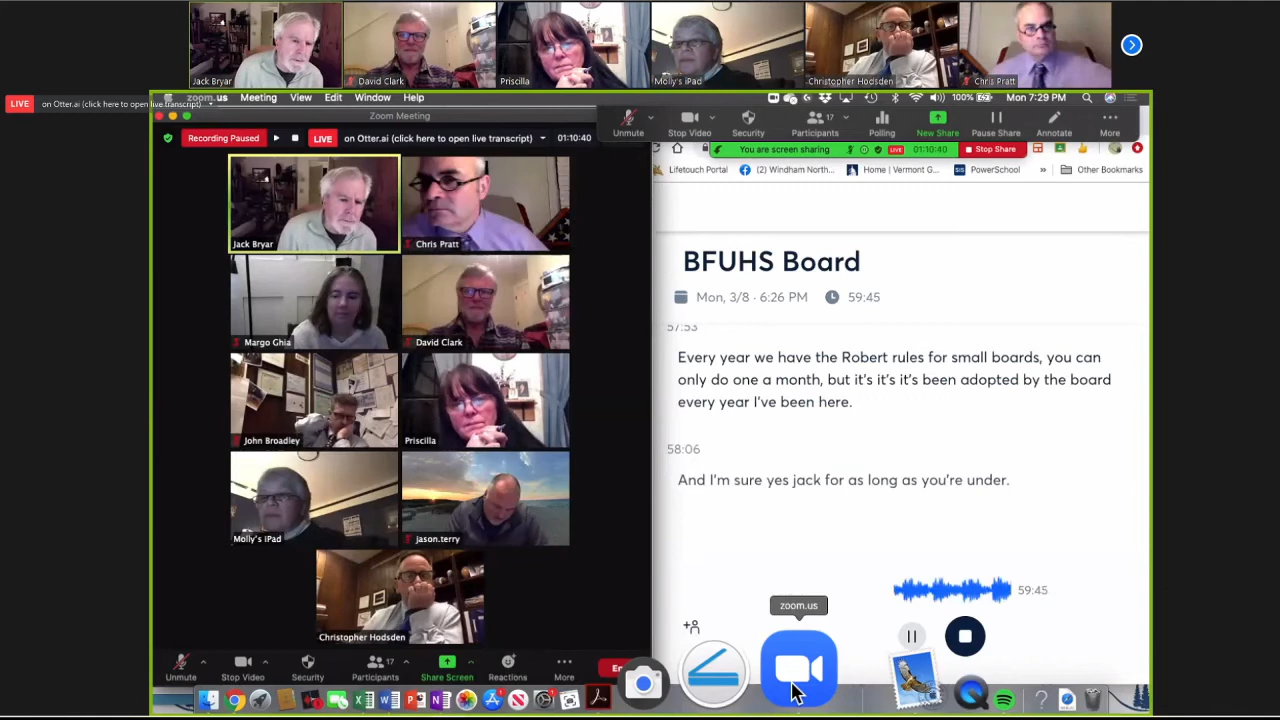 Jack Bryar
David Clark
Priscilla
Molly's iPad
Christopher Hodsden
Chris Pratt
LIVE
on Otter.ai (click here to open live transcript)
zoom.us Meeting View Edit Window Help
100%
Mon 7:29 PM
Zoom Meeting
Recording Paused
LIVE
on Otter.ai (click here to open live transcript)
01:10:40
Unmute
Stop Video
Security
Participants
17
Polling
New Share
Pause Share
Annotate
More
You are screen sharing
LIVE
01:10:40
Stop Share
Lifetouch Portal
(2) Windham North...
Home | Vermont G...
SIS
PowerSchool
»
Other Bookmarks
Jack Bryar
Chris Pratt
Margo Ghia
David Clark
John Broadley
Priscilla
Molly's iPad
Jason.terry
Christopher Hodsden
BFUHS Board
Mon, 3/8 · 6:26 PM
59:45
57:53
Every year we have the Robert rules for small boards, you can
only do one a month, but it's it's it's been adopted by the board
every year I've been here.
58:06
And I'm sure yes jack for as long as you're under.
59:45
zoom.us
Unmute
Stop Video
Security
Participants
17
Share Screen
Reactions
More